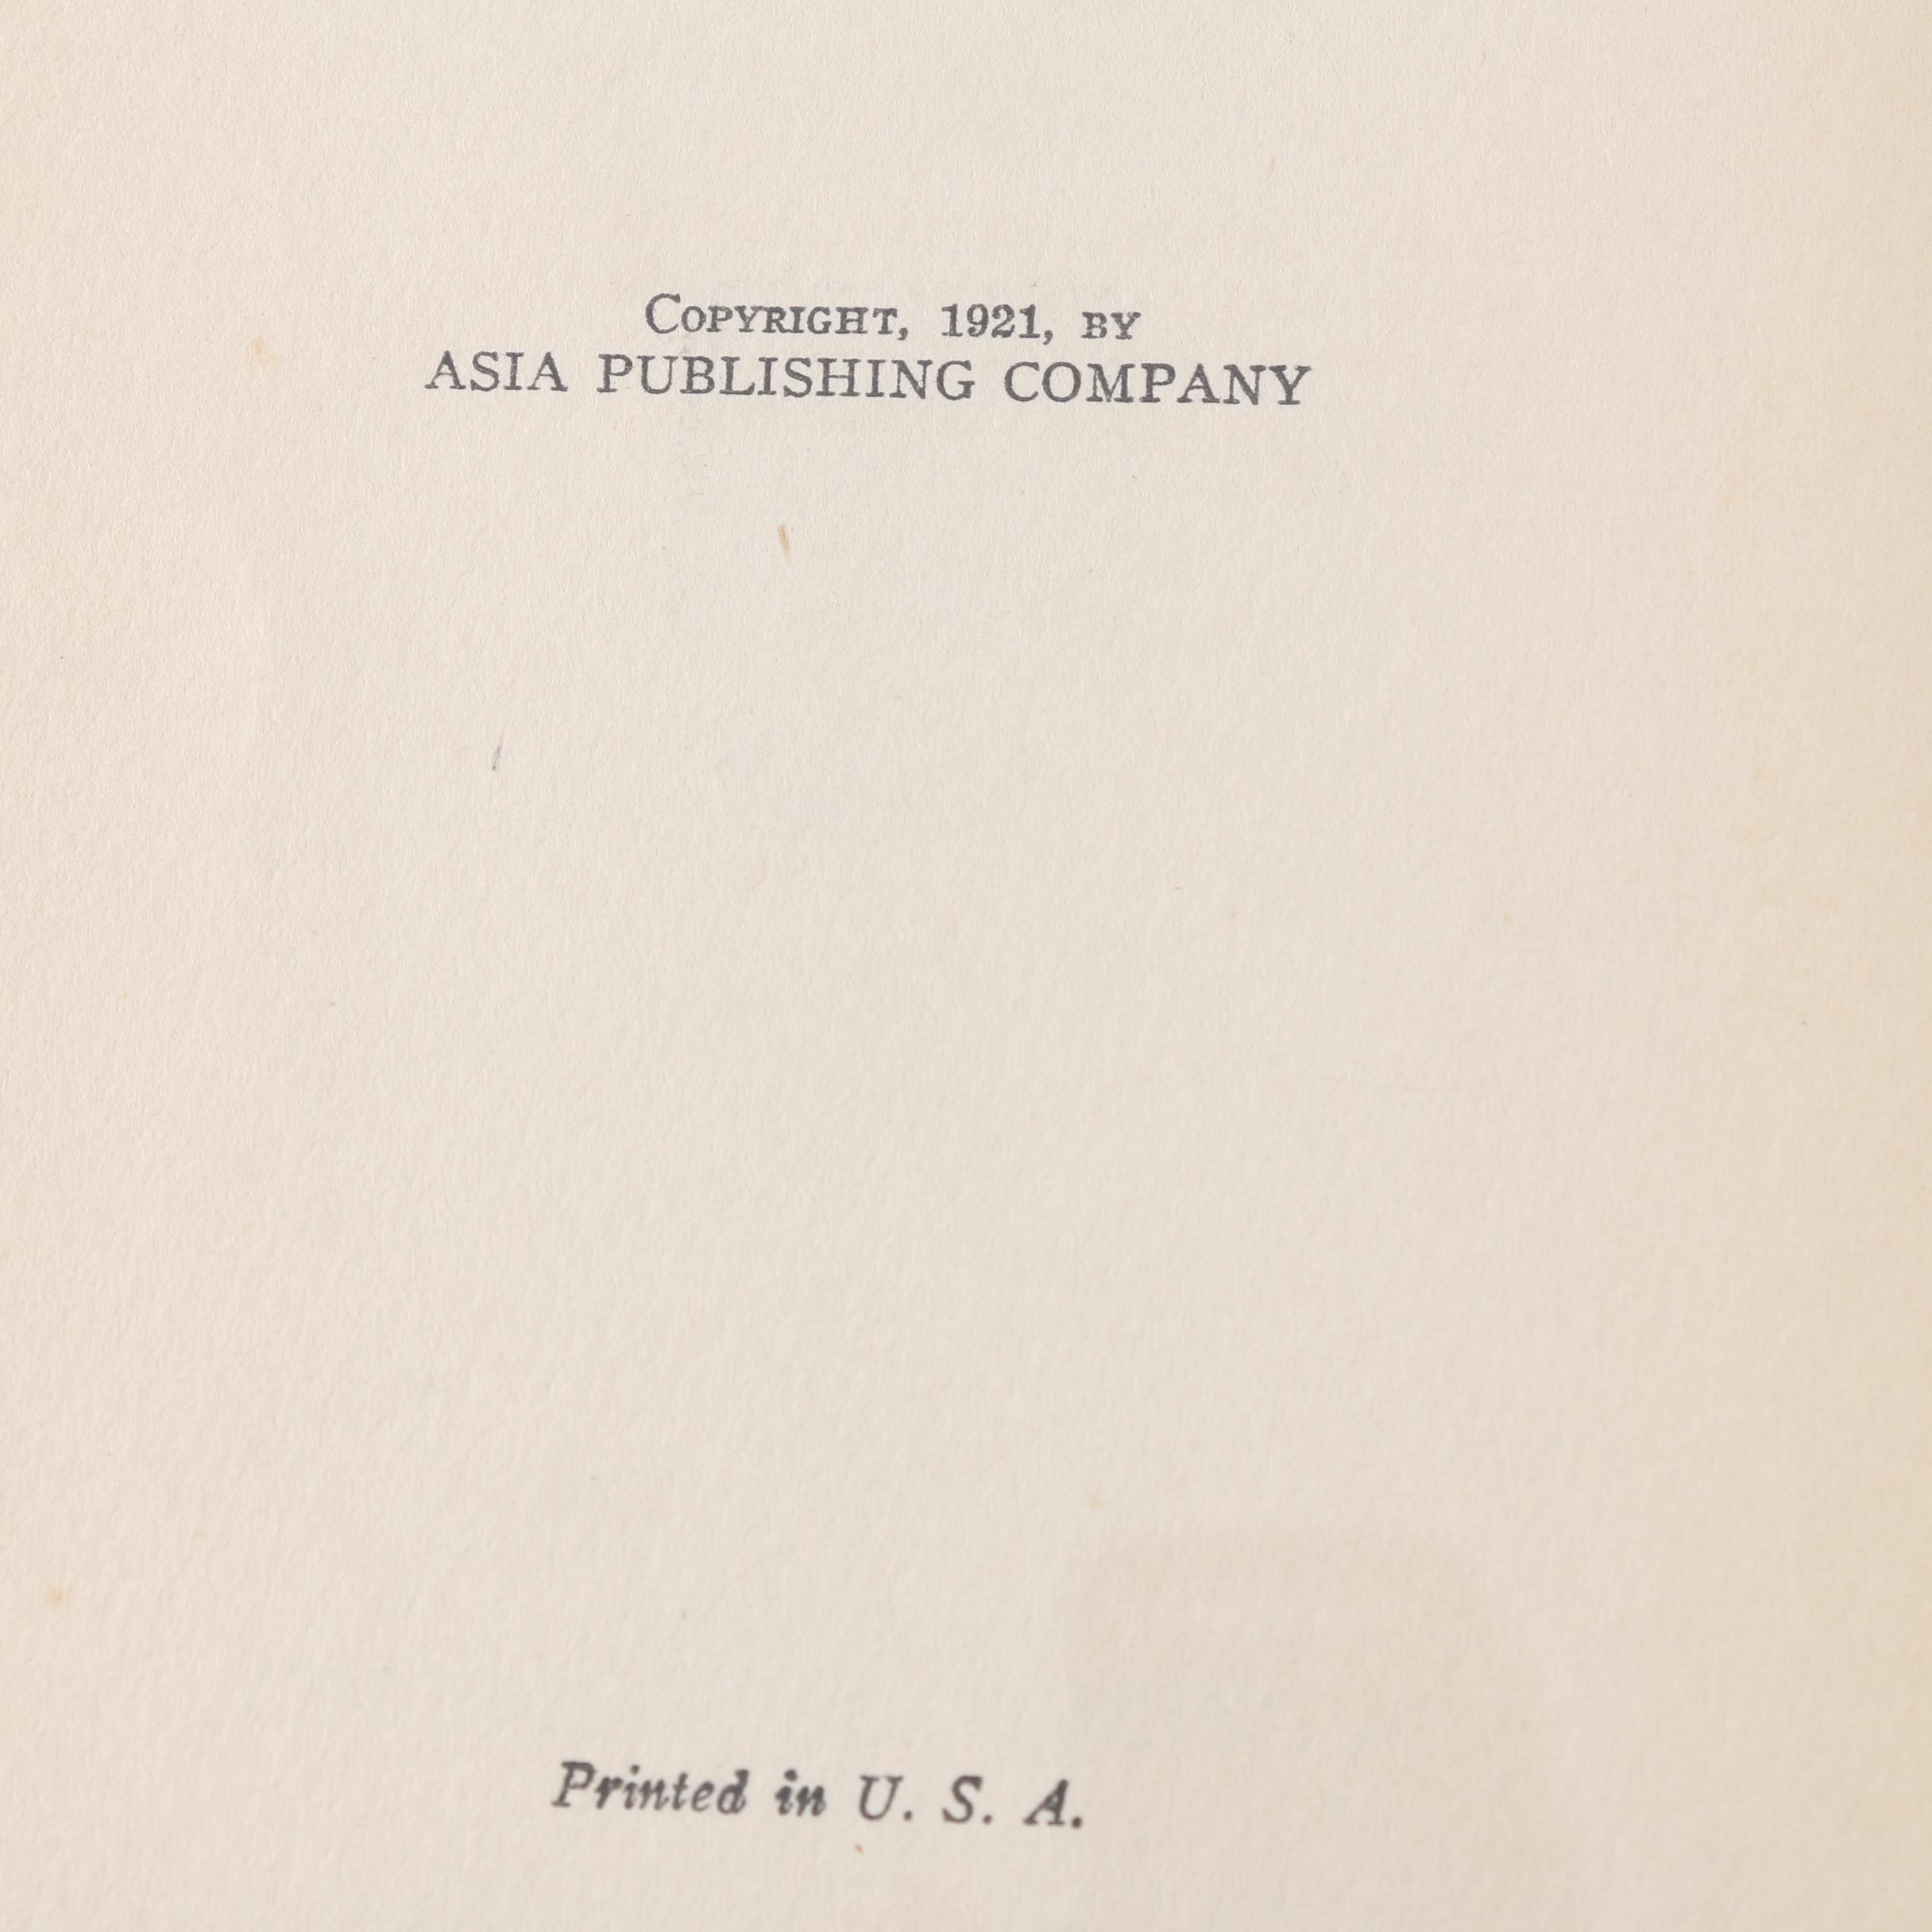 Copyright, 1921, by
ASIA PUBLISHING COMPANY
Printed in U. S. A.